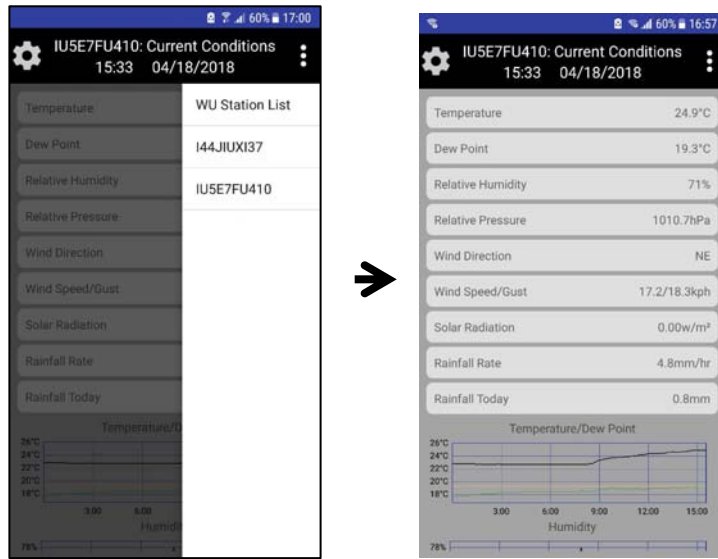 60% 17:00
IU5E7FU410: Current Conditions
15:33 04/18/2018
WU Station List
I44JIUXI37
IU5E7FU410
Temperature
Dew Point
Relative Humidity
Relative Pressure
Wind Direction
Wind Speed/Gust
Solar Radiation
Rainfall Rate
Rainfall Today
Temperature/D
26°C
24°C
22°C
20°C
18°C
3:00 6:00
Humidi
78%
60% 16:57
IU5E7FU410: Current Conditions
15:33 04/18/2018
Temperature 24.9°C
Dew Point 19.3°C
Relative Humidity 71%
Relative Pressure 1010.7hPa
Wind Direction NE
Wind Speed/Gust 17.2/18.3kph
Solar Radiation 0.00w/m²
Rainfall Rate 4.8mm/hr
Rainfall Today 0.8mm
Temperature/Dew Point
26°C
24°C
22°C
20°C
18°C
3:00 6:00 9:00 12:00 15:00
Humidity
78%